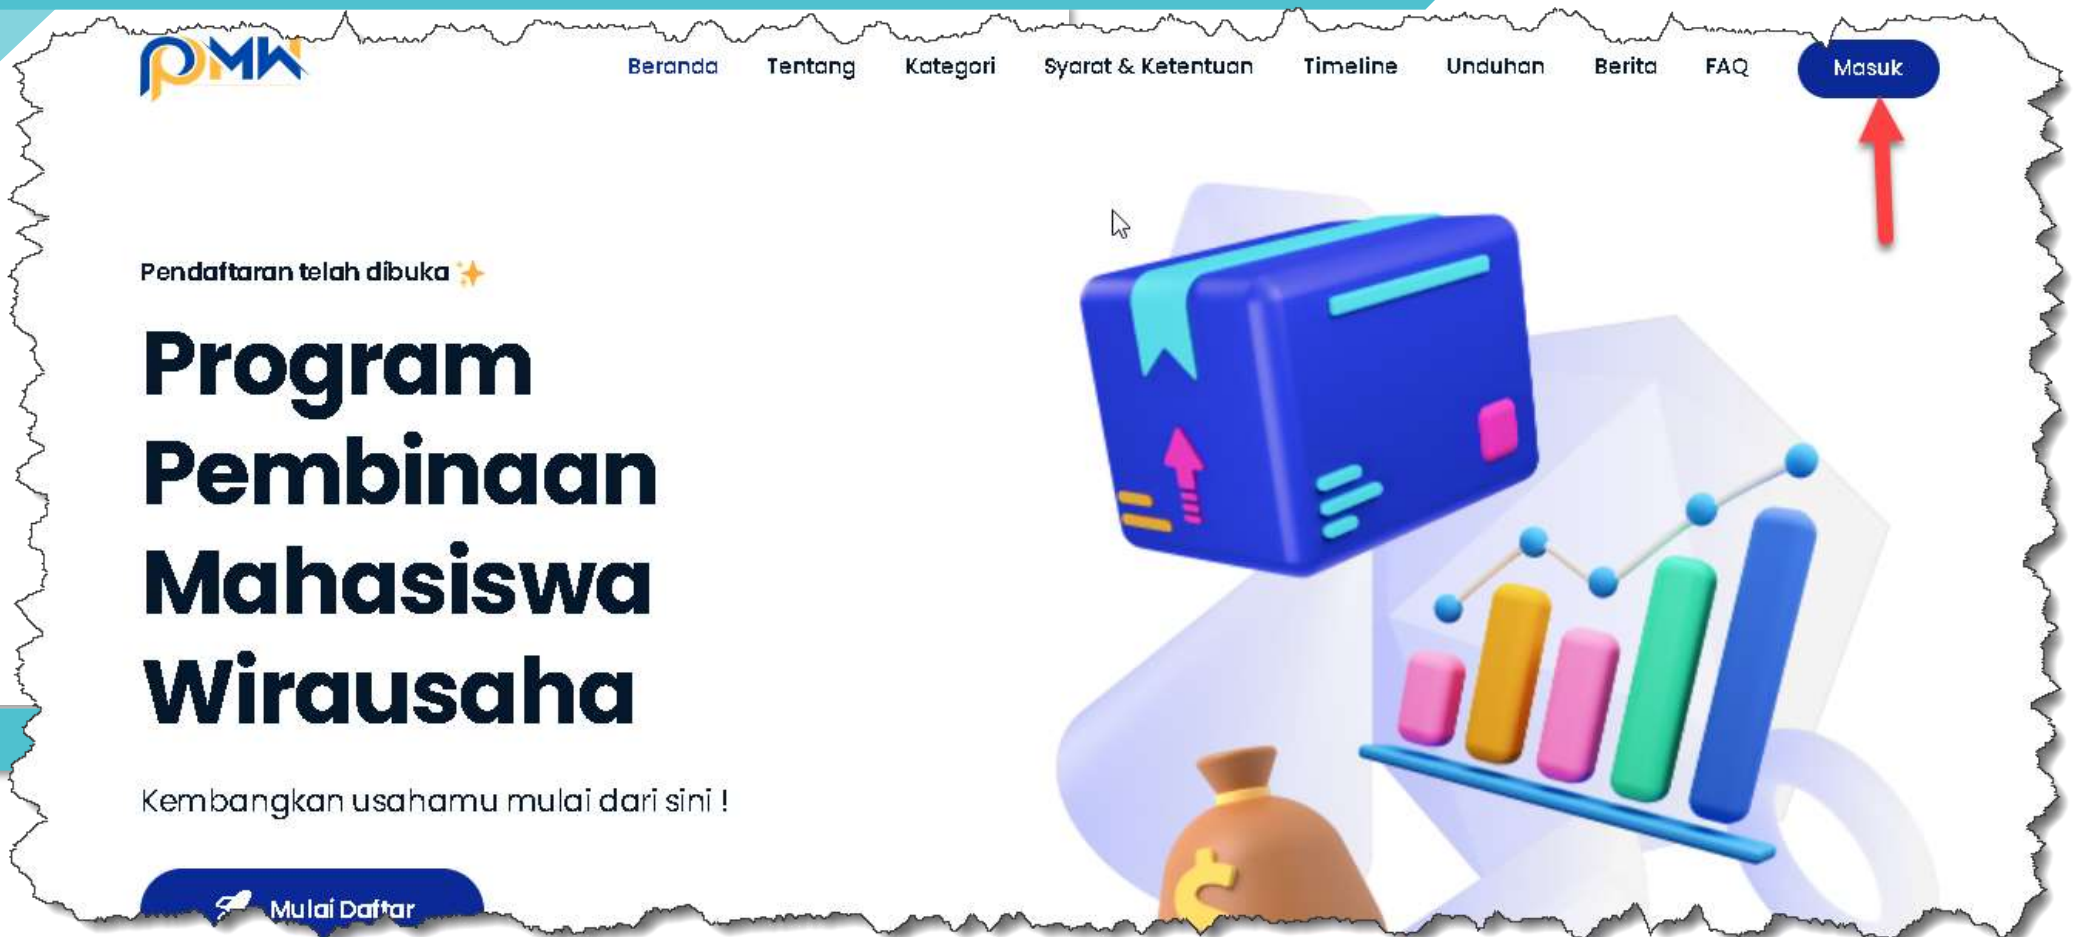 PMW
Beranda Tentang Kategori Syarat & Ketentuan Timeline Unduhan Berita FAQ Masuk
Pendaftaran telah dibuka
Program
Pembinaan
Mahasiswa
Wirausaha
Kembangkan usahamu mulai dari sini !
Mulai Daftar
$